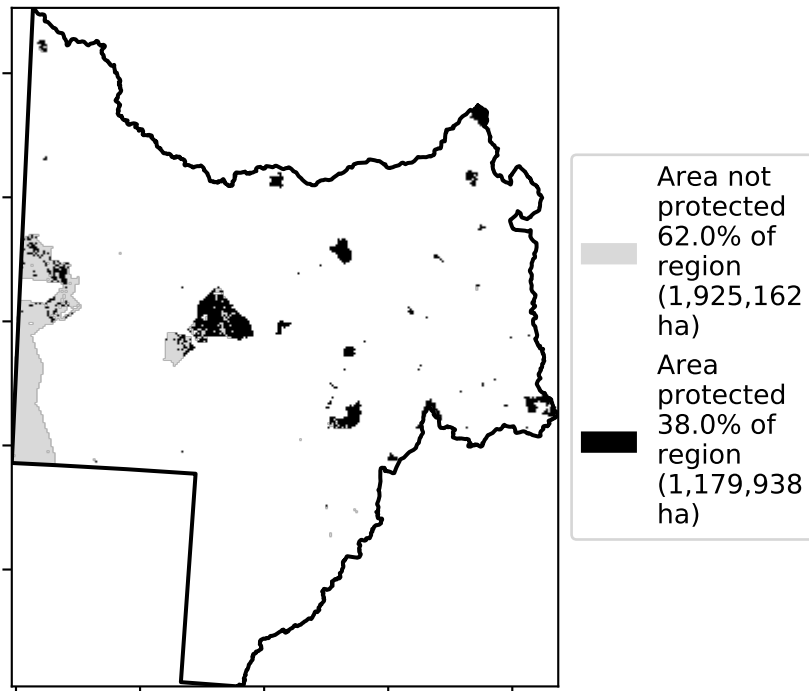 Area not
protected
62.0% of
region
(1,925,162
ha)
Area
protected
38.0% of
region
(1,179,938
ha)